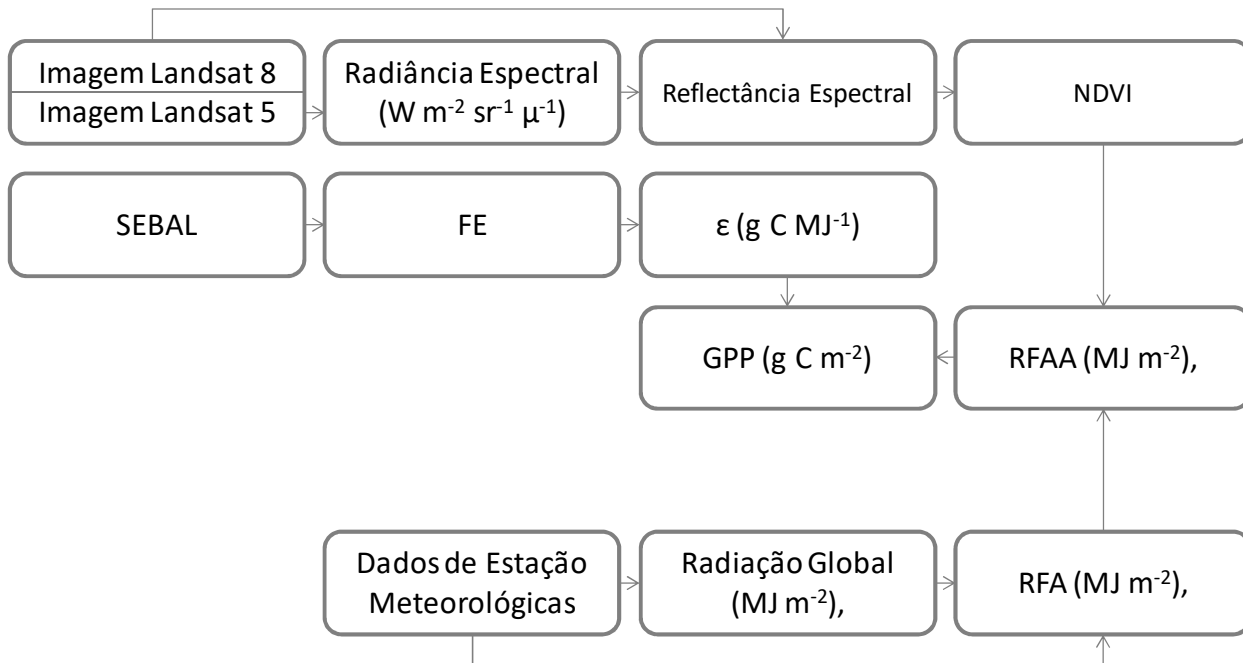 Imagem Landsat 8
Imagem Landsat 5
Radiância Espectral
(W m⁻² sr⁻¹ µ⁻¹)
Reflectância Espectral
NDVI
SEBAL
FE
ε (g C MJ⁻¹)
GPP (g C m⁻²)
RFAA (MJ m⁻²),
Dados de Estação
Meteorológicas
Radiação Global
(MJ m⁻²),
RFA (MJ m⁻²),